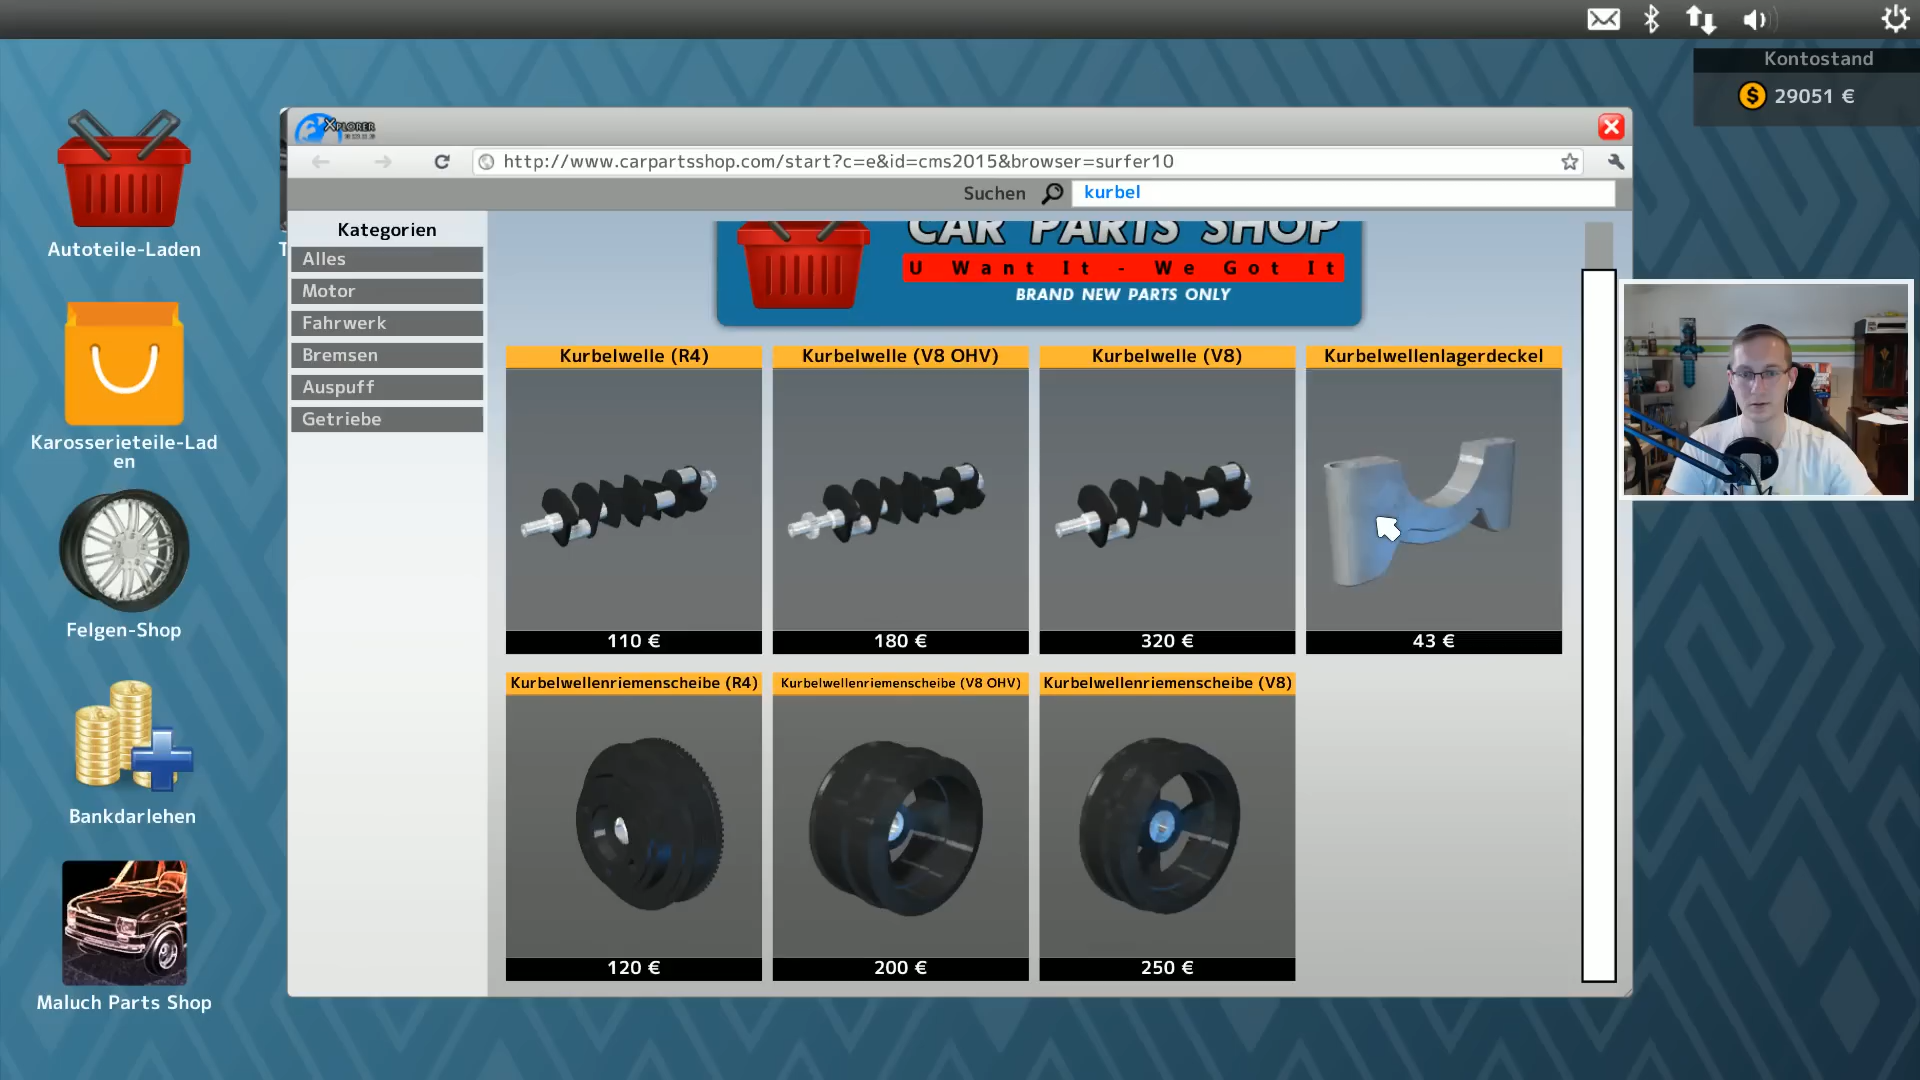 Kontostand
29051 €
XPLORER
http://www.carpartsshop.com/start?c=e&id=cms2015&browser=surfer10
Suchen
kurbel
Kategorien
Alles
Motor
Fahrwerk
Bremsen
Auspuff
Getriebe
CAR PARTS SHOP
U Want It - We Got It
BRAND NEW PARTS ONLY
Kurbelwelle (R4)
110 €
Kurbelwelle (V8 OHV)
180 €
Kurbelwelle (V8)
320 €
Kurbelwellenlagerdeckel
43 €
Kurbelwellenriemenscheibe (R4)
120 €
Kurbelwellenriemenscheibe (V8 OHV)
200 €
Kurbelwellenriemenscheibe (V8)
250 €
Autoteile-Laden
T
Karosserieteile-Lad
en
Felgen-Shop
Bankdarlehen
Maluch Parts Shop